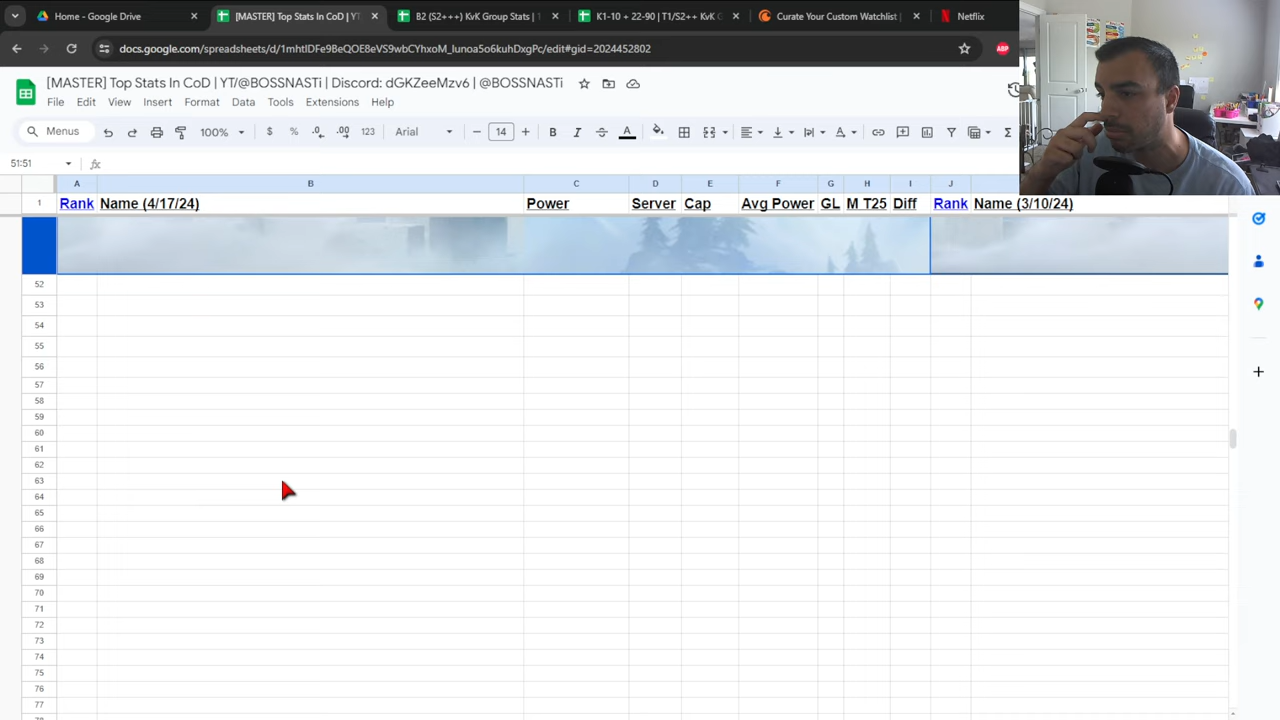 Home - Google Drive
[MASTER] Top Stats In CoD | YT
B2 (S2+++) KvK Group Stats |
K1-10 + 22-90 | T1/S2++ KvK
Curate Your Custom Watchlist
Netflix
docs.google.com/spreadsheets/d/1mhtIDFe9BeQOE8eVS9wbCYhxoM_Iunoa5o6kuhDxgPc/edit#gid=2024452802
ABP
[MASTER] Top Stats In CoD | YT/@BOSSNASTi | Discord: dGKZeeMzv6 | @BOSSNASTi
File Edit View Insert Format Data Tools Extensions Help
Menus 100% $ % .0 .00 123 Arial 14 B I S A Σ
51:51 fx
A B C D E F G H I J
1 Rank Name (4/17/24) Power Server Cap Avg Power GL M T25 Diff Rank Name (3/10/24)
52
53
54
55
56
57
58
59
60
61
62
63
64
65
66
67
68
69
70
71
72
73
74
75
76
77